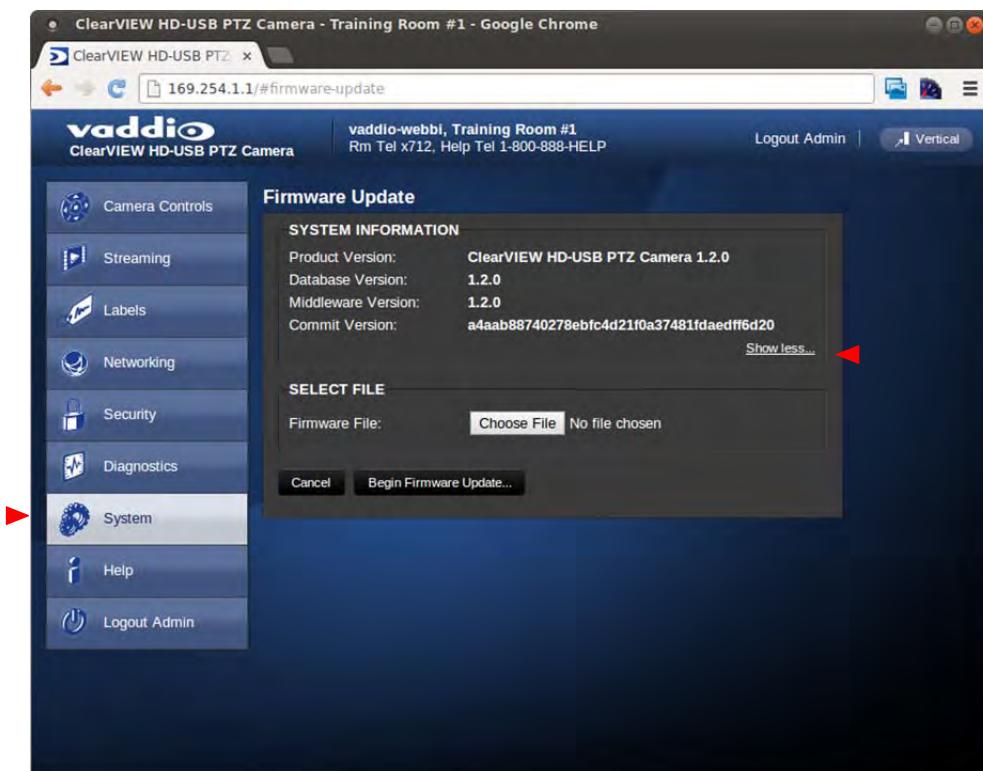 ClearVIEW HD-USB PTZ Camera - Training Room #1 - Google Chrome
ClearVIEW HD-USB PTZ
169.254.1.1/#firmware-update
vaddio
ClearVIEW HD-USB PTZ Camera
vaddio-webbi, Training Room #1
Rm Tel x712, Help Tel 1-800-888-HELP
Logout Admin
Vertical
Camera Controls
Streaming
Labels
Networking
Security
Diagnostics
System
Help
Logout Admin
Firmware Update
SYSTEM INFORMATION
Product Version: ClearVIEW HD-USB PTZ Camera 1.2.0
Database Version: 1.2.0
Middleware Version: 1.2.0
Commit Version: a4aab88740278ebfc4d21f0a37481fdaedff6d20
Show less...
SELECT FILE
Firmware File: Choose File No file chosen
Cancel Begin Firmware Update...